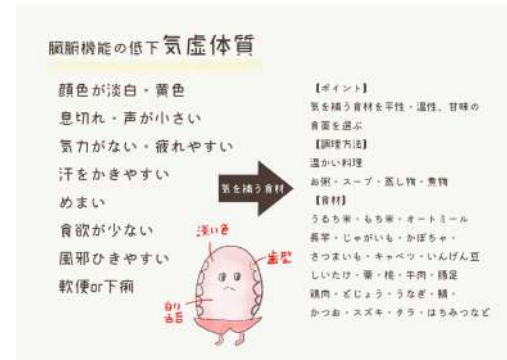 臓腑機能の低下 気虚体質
顔色が淡白・黄色
息切れ・声が小さい
気力がない・疲れやすい
汗をかきやすい
めまい
食欲が少ない
風邪ひきやすい
軟便or下痢
気を補う食材
淡い色
歯型
白い
舌苔
【ポイント】
気を補う食材を平性・温性、甘味の
食薬を選ぶ
【調理方法】
温かい料理
お粥・スープ・蒸し物・煮物
【食材】
うるち米・もち米・オートミール
長芋・じゃがいも・かぼちゃ・
さつまいも・キャベツ・いんげん豆
しいたけ・栗・桃・牛肉・豚足
鶏肉・どじょう・うなぎ・鯖・
かつお・スズキ・タラ・はちみつなど